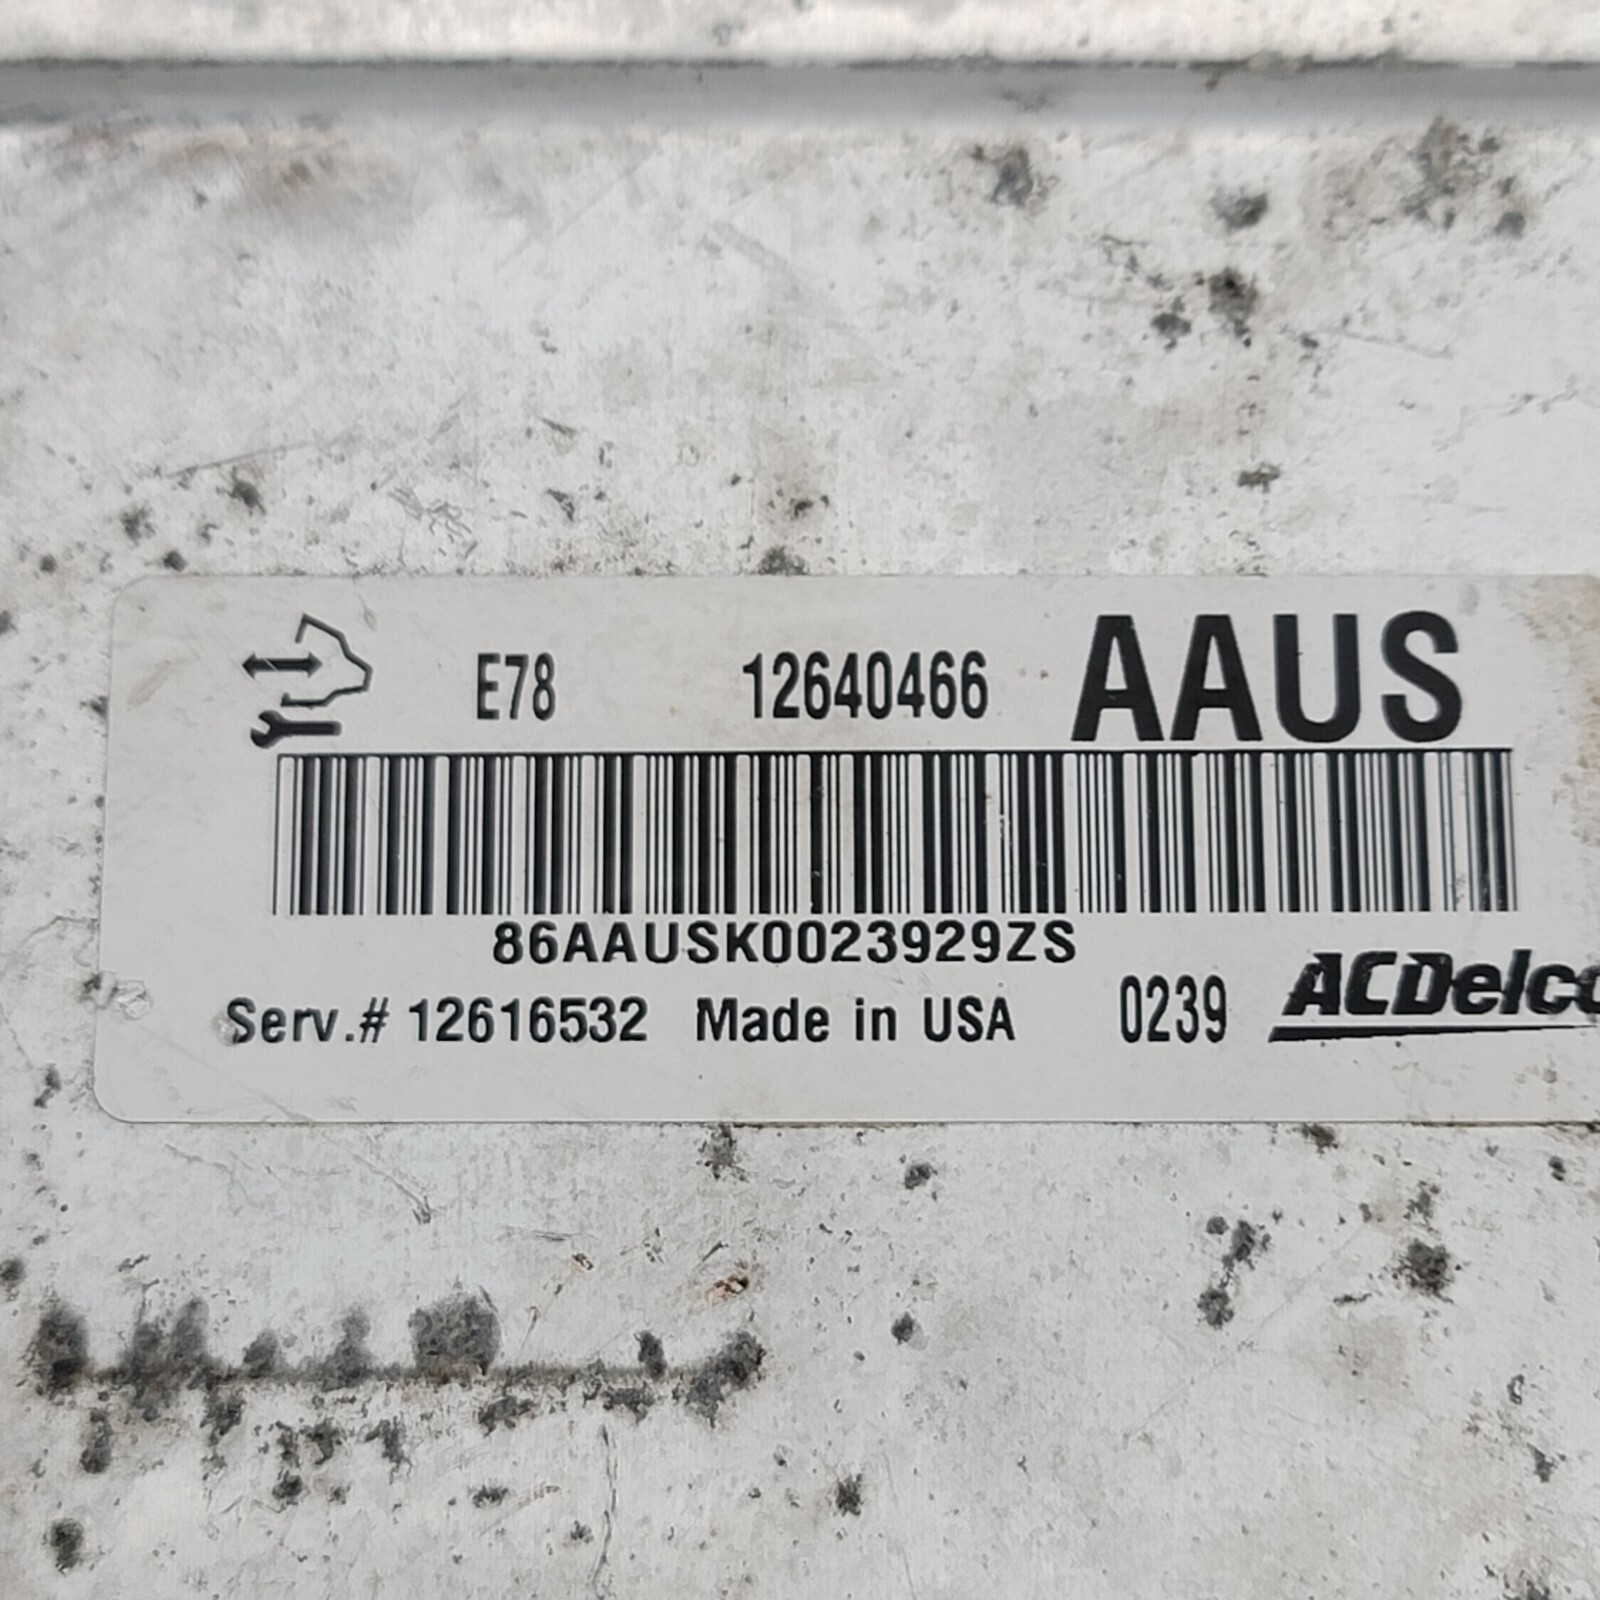 E78 12640466 AAUS
86AAUSK0023929ZS
Serv.# 12616532 Made in USA 0239 ACDelco